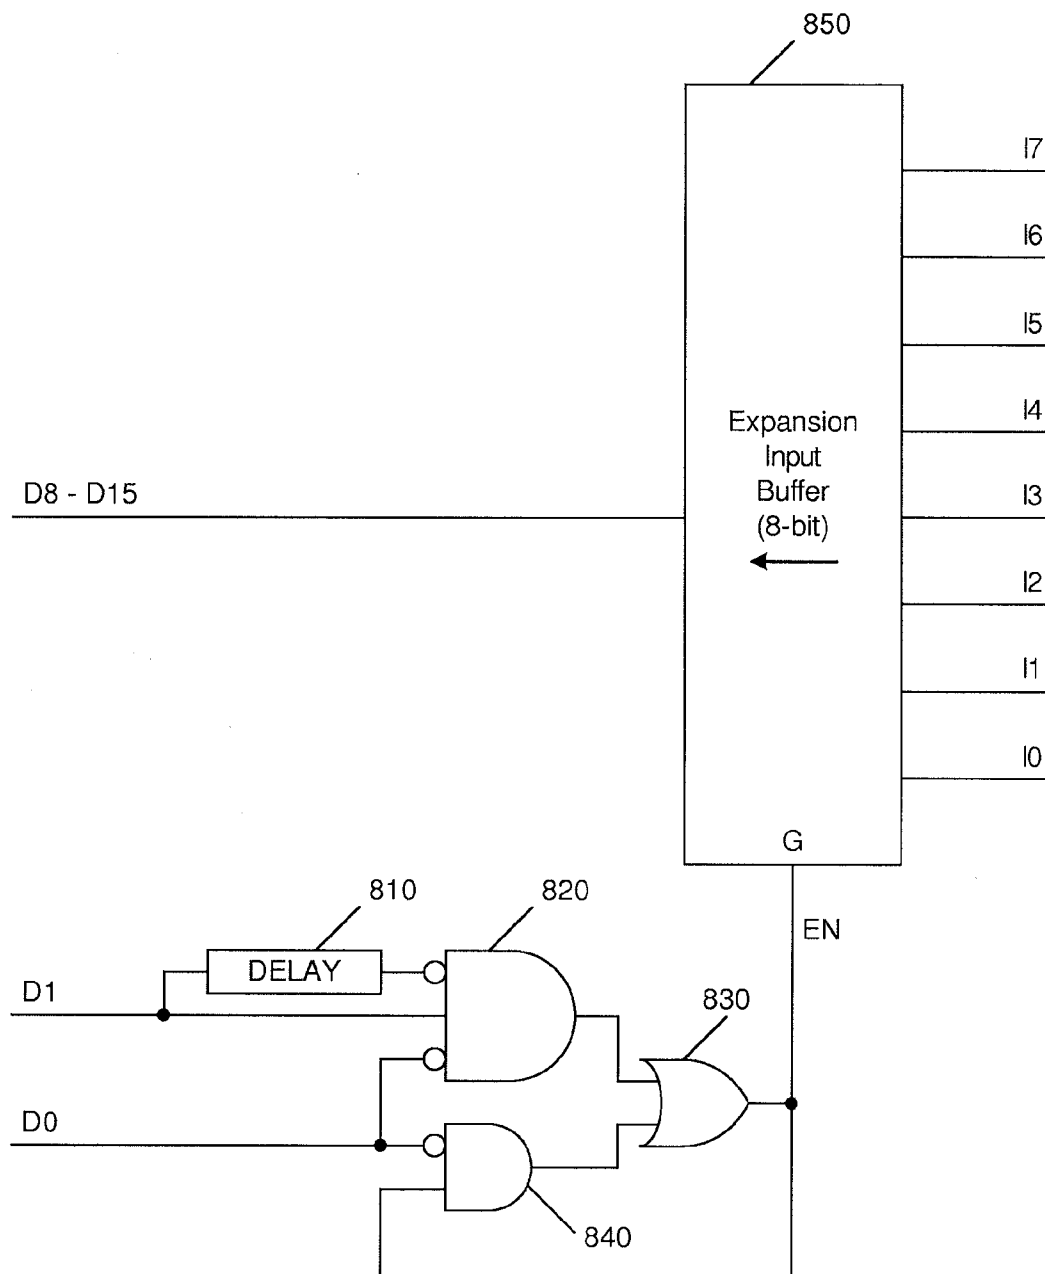 850
I7
I6
I5
I4
Expansion
Input
Buffer
(8-bit)
D8 - D15
I3
I2
I1
I0
G
810
820
EN
DELAY
D1
830
D0
840